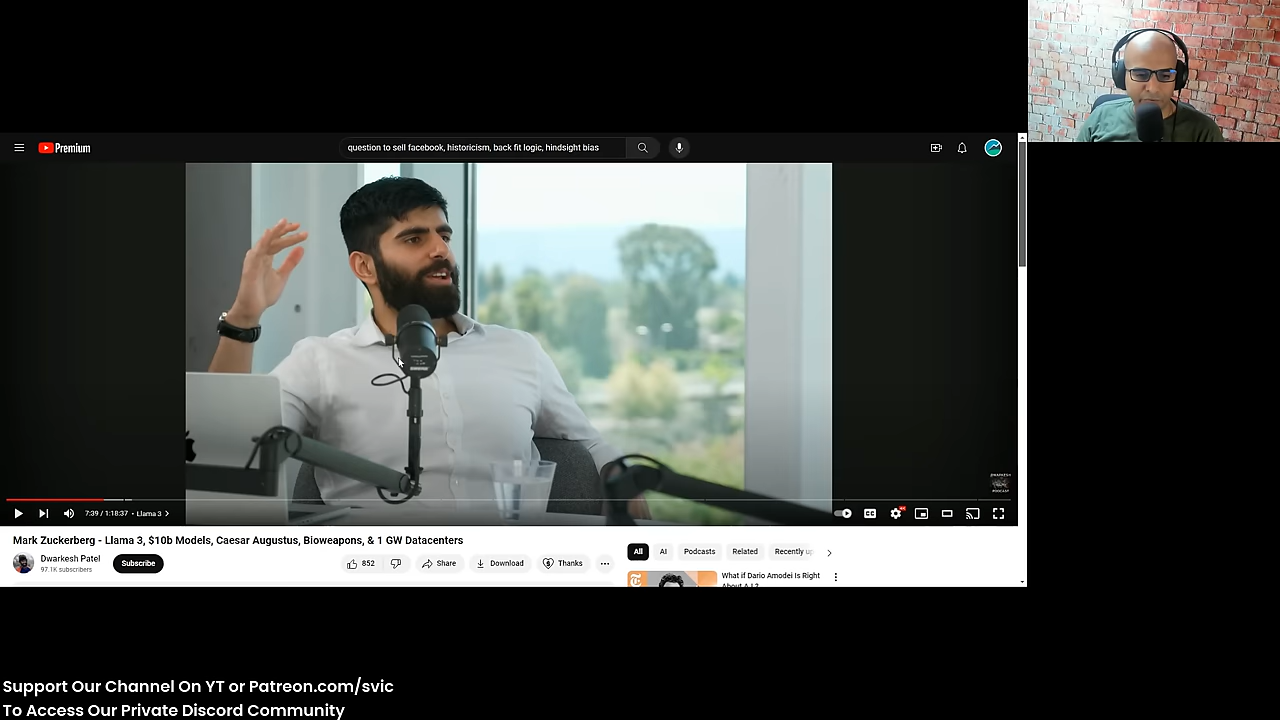 Premium
question to sell facebook, historicism, back fit logic, hindsight bias
7:39 / 1:18:37 • Llama 3
Mark Zuckerberg - Llama 3, $10b Models, Caesar Augustus, Bioweapons, & 1 GW Datacenters
Dwarkesh Patel
97.1K subscribers
Subscribe
852
Share
Download
Thanks
All
AI
Podcasts
Related
Recently
What if Dario Amodei Is Right
About A.I.?
Support Our Channel On YT or Patreon.com/svic
To Access Our Private Discord Community